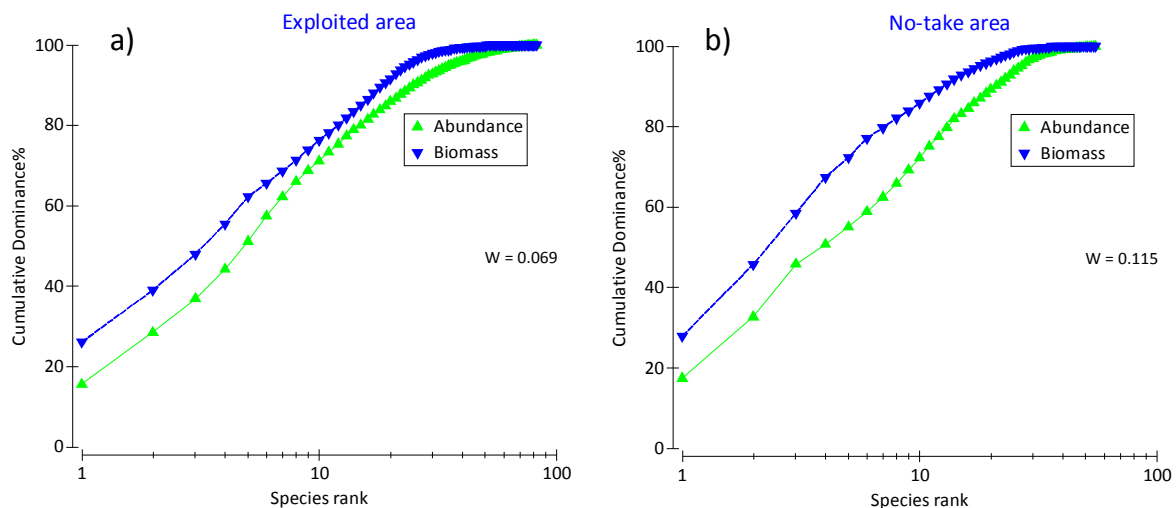 Exploited area
a)
100
80
60
40
20
0
Cumulative Dominance%
Abundance
Biomass
W = 0.069
1
10
100
Species rank
No-take area
b)
100
80
60
40
20
0
Cumulative Dominance%
Abundance
Biomass
W = 0.115
1
10
100
Species rank